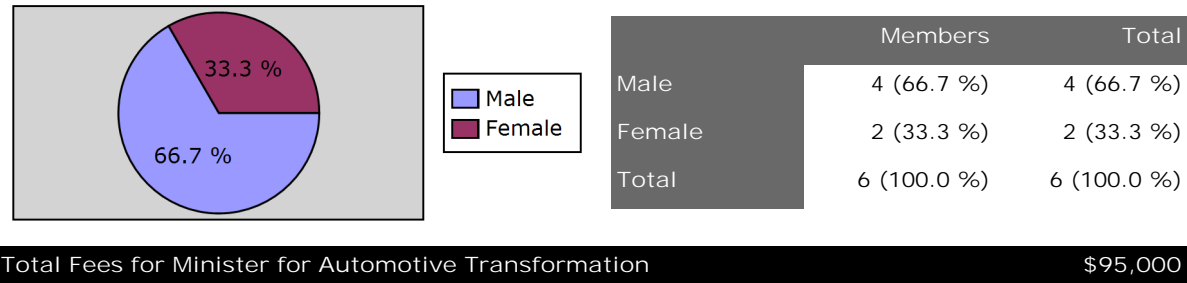 33.3 %
66.7 %
Male
Female
Members Total
Male 4 (66.7 %) 4 (66.7 %)
Female 2 (33.3 %) 2 (33.3 %)
Total 6 (100.0 %) 6 (100.0 %)
Total Fees for Minister for Automotive Transformation $95,000